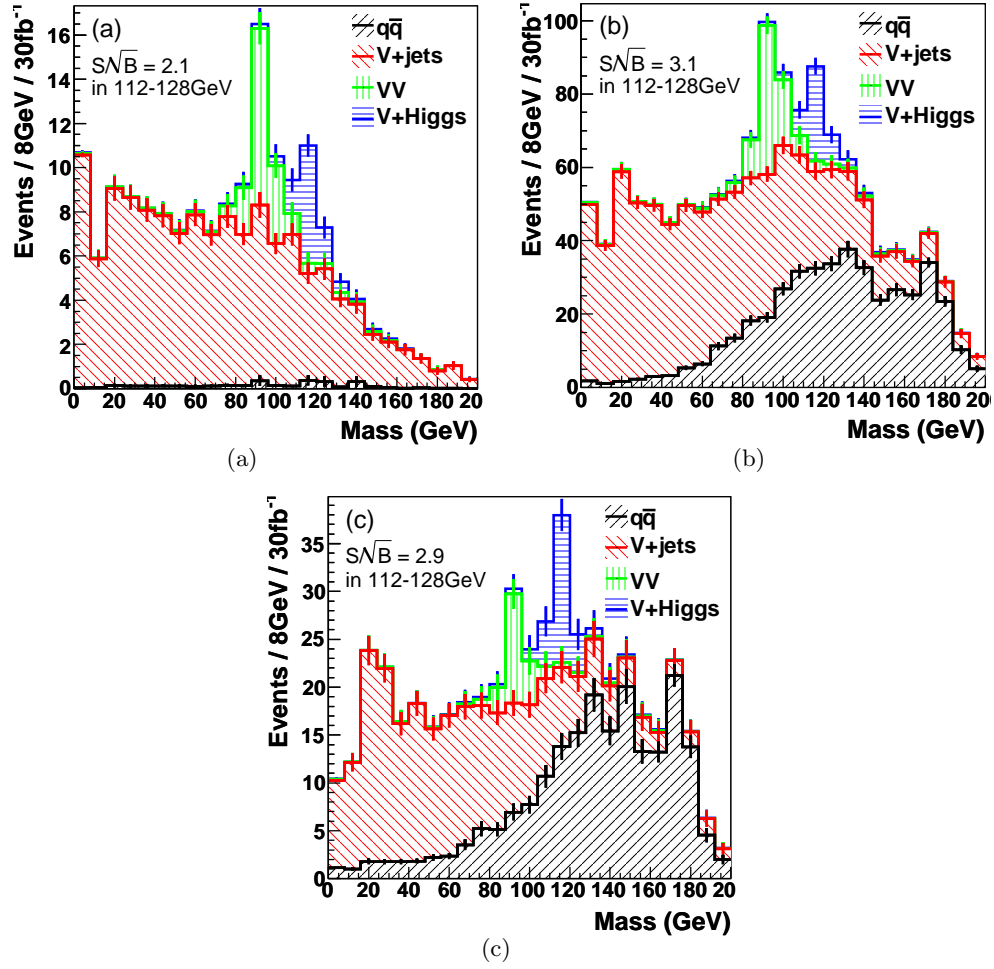 (a)
qq̄
V+jets
VV
V+Higgs
S/√B = 2.1
in 112-128GeV
Events / 8GeV / 30fb⁻¹
16
14
12
10
8
6
4
2
0
0 20 40 60 80 100 120 140 160 180 20
Mass (GeV)
(a)
(b)
qq̄
V+jets
VV
V+Higgs
S/√B = 3.1
in 112-128GeV
Events / 8GeV / 30fb⁻¹
100
80
60
40
20
0
0 20 40 60 80 100 120 140 160 180 200
Mass (GeV)
(b)
(c)
qq̄
V+jets
VV
V+Higgs
S/√B = 2.9
in 112-128GeV
Events / 8GeV / 30fb⁻¹
35
30
25
20
15
10
5
0
0 20 40 60 80 100 120 140 160 180 20
Mass (GeV)
(c)